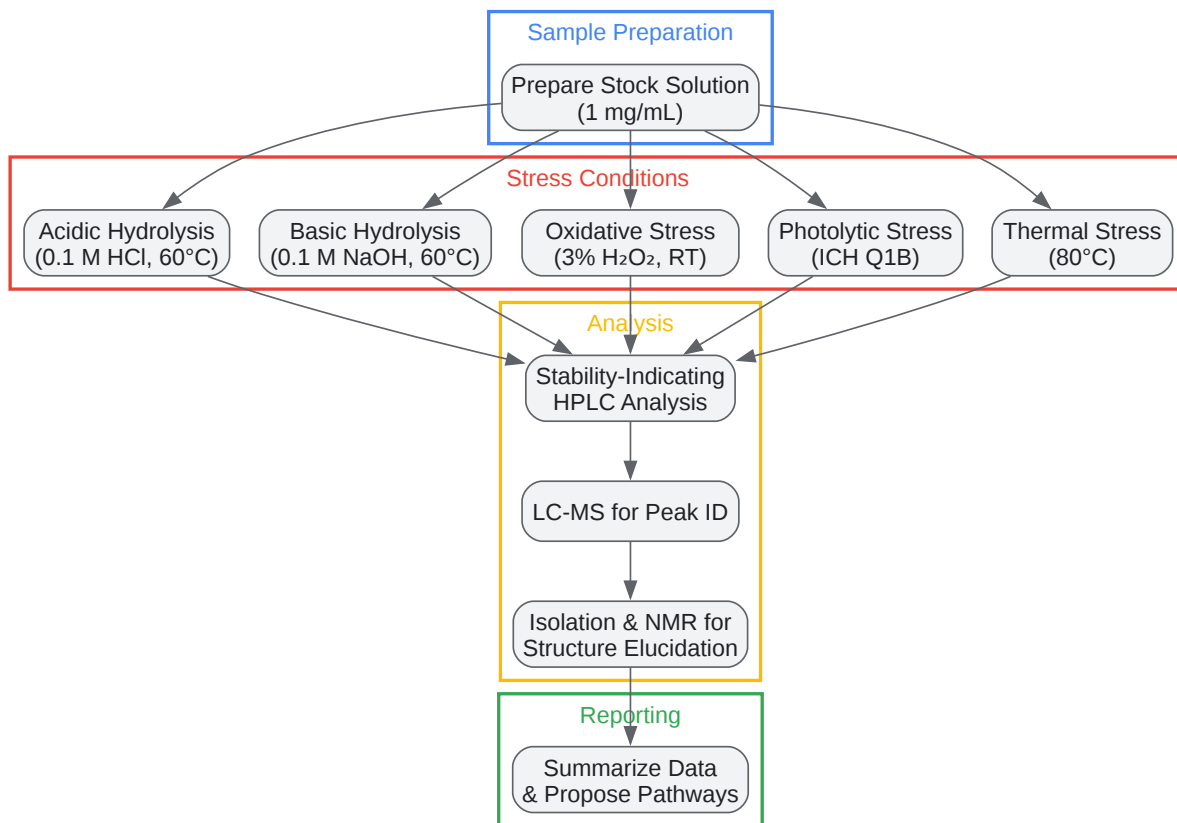 Sample Preparation
Prepare Stock Solution
(1 mg/mL)
Stress Conditions
Acidic Hydrolysis
(0.1 M HCl, 60°C)
Basic Hydrolysis
(0.1 M NaOH, 60°C)
Oxidative Stress
(3% H₂O₂, RT)
Photolytic Stress
(ICH Q1B)
Thermal Stress
(80°C)
Analysis
Stability-Indicating
HPLC Analysis
LC-MS for Peak ID
Isolation & NMR for
Structure Elucidation
Reporting
Summarize Data
& Propose Pathways